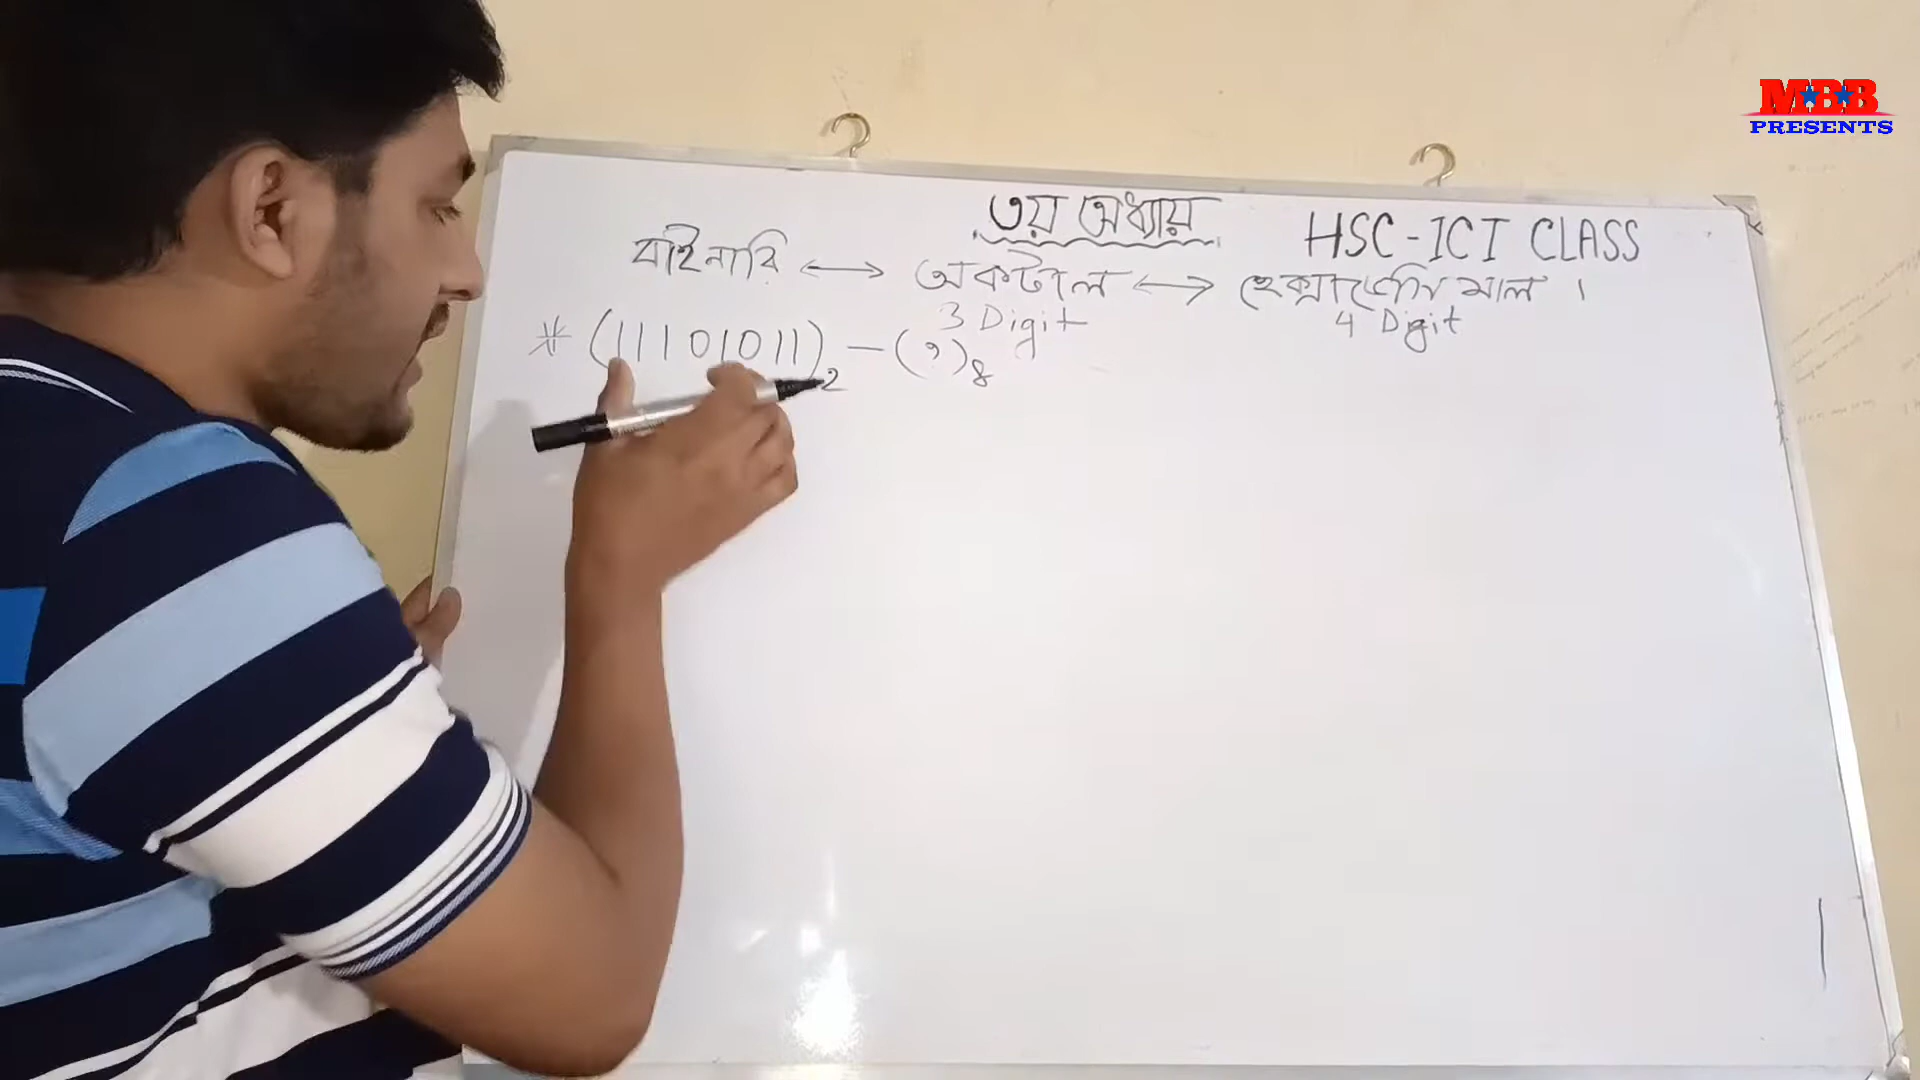 MBB
PRESENTS
৩য় অধ্যায়
HSC-ICT CLASS
বাইনারি ↔ অকটাল ↔ হেক্সাডেসিমাল ।
3 Digit
4 Digit
* (11101011)₂ — (?)₈